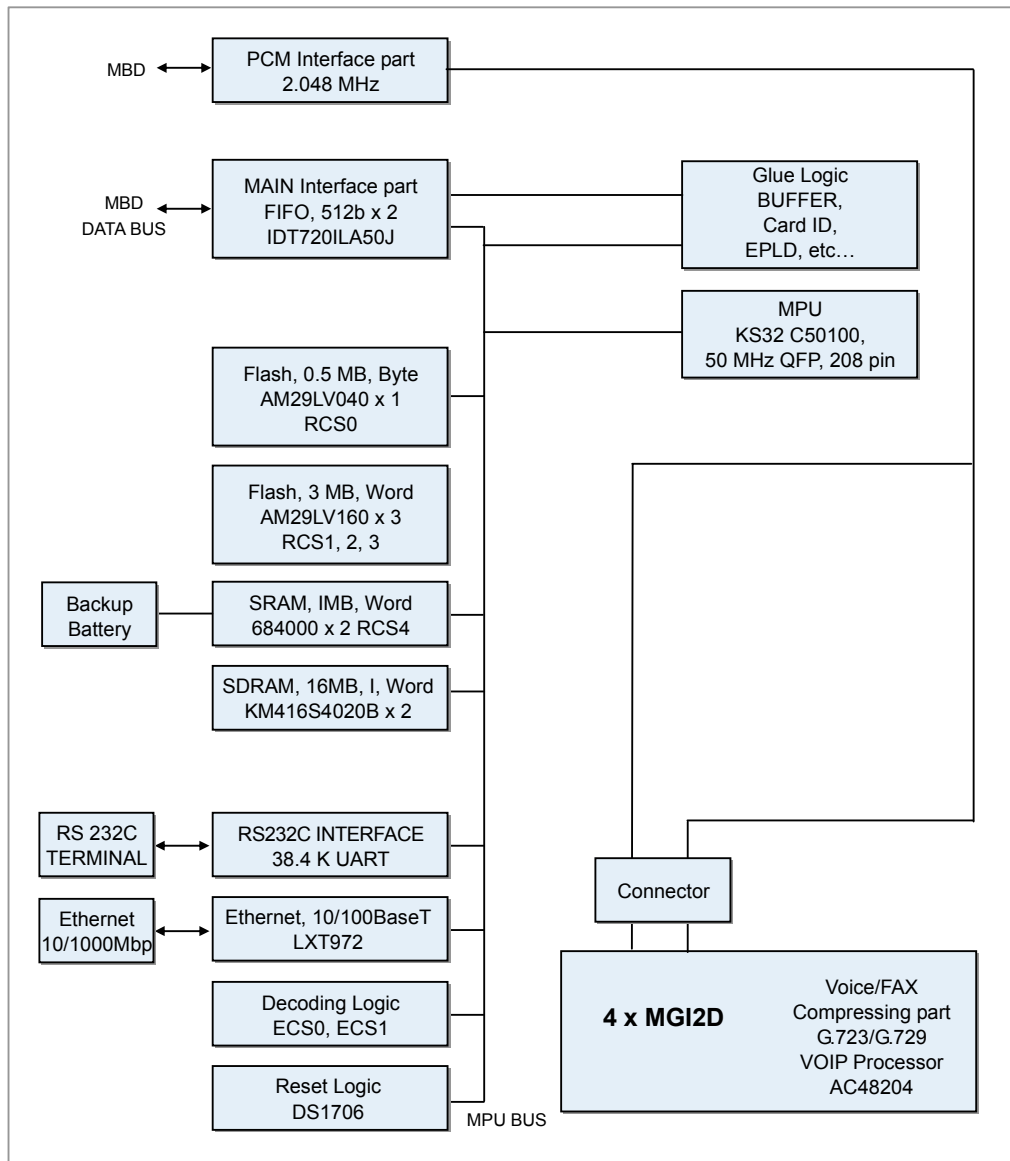 MBD
PCM Interface part
2.048 MHz
MBD
DATA BUS
MAIN Interface part
FIFO, 512b x 2
IDT720ILA50J
Glue Logic
BUFFER,
Card ID,
EPLD, etc…
MPU
KS32 C50100,
50 MHz QFP, 208 pin
Flash, 0.5 MB, Byte
AM29LV040 x 1
RCS0
Flash, 3 MB, Word
AM29LV160 x 3
RCS1, 2, 3
Backup
Battery
SRAM, IMB, Word
684000 x 2 RCS4
SDRAM, 16MB, I, Word
KM416S4020B x 2
RS 232C
TERMINAL
RS232C INTERFACE
38.4 K UART
Ethernet
10/1000Mbp
Ethernet, 10/100BaseT
LXT972
Connector
Decoding Logic
ECS0, ECS1
Reset Logic
DS1706
MPU BUS
4 x MGI2D
Voice/FAX
Compressing part
G.723/G.729
VOIP Processor
AC48204